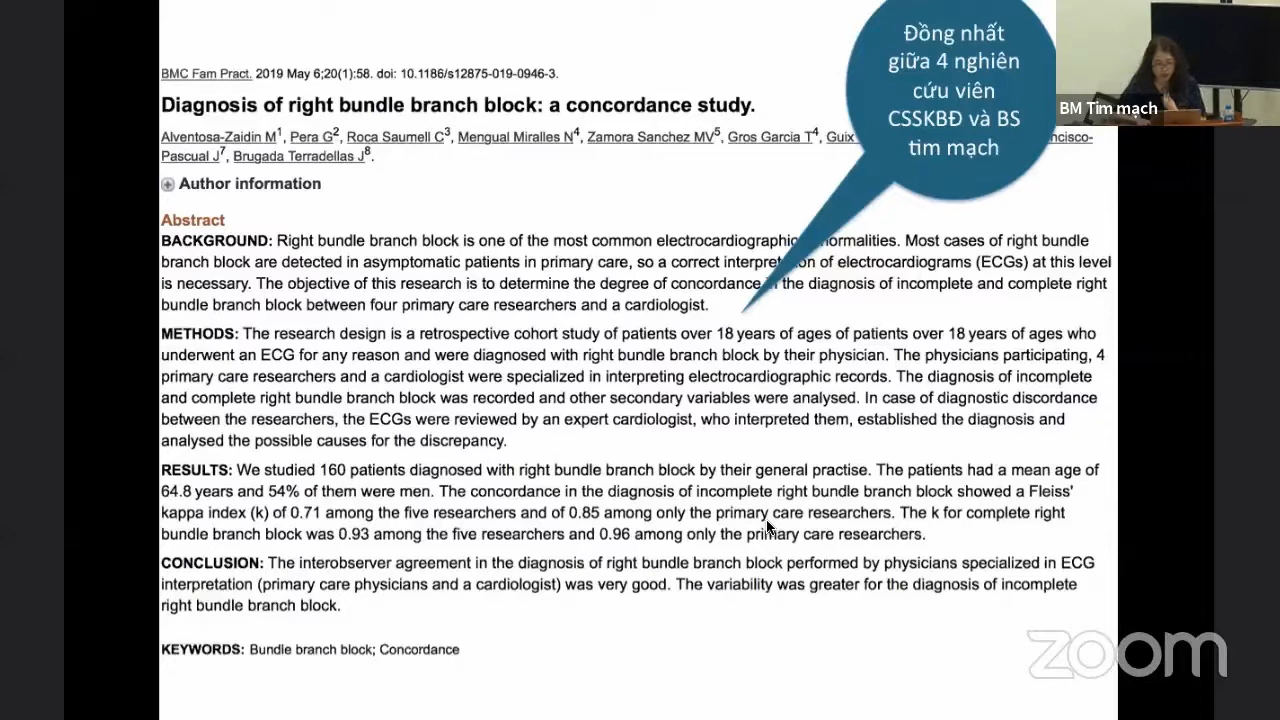 BMC Fam Pract. 2019 May 6;20(1):58. doi: 10.1186/s12875-019-0946-3.
Diagnosis of right bundle branch block: a concordance study.
Alventosa-Zaidin M1, Pera G2, Roca Saumell C3, Mengual Miralles N4, Zamora Sanchez MV5, Gros Garcia T4, Guix
Pascual J7, Brugada Terradellas J8.
Author information
Abstract
BACKGROUND: Right bundle branch block is one of the most common electrocardiographic Most cases of right bundle
branch block are detected in asymptomatic patients in primary care, so a correct of electrocardiograms (ECGs) at this level
is necessary. The objective of this research is to determine the degree of concordance the diagnosis of incomplete and complete right
bundle branch block between four primary care researchers and a cardiologist.
METHODS: The research design is a retrospective cohort study of patients over 18 years of ages of patients over 18 years of ages who
underwent an ECG for any reason and were diagnosed with right bundle branch block by their physician. The physicians participating, 4
primary care researchers and a cardiologist were specialized in interpreting electrocardiographic records. The diagnosis of incomplete
and complete right bundle branch block was recorded and other secondary variables were analysed. In case of diagnostic discordance
between the researchers, the ECGs were reviewed by an expert cardiologist, who interpreted them, established the diagnosis and
analysed the possible causes for the discrepancy.
RESULTS: We studied 160 patients diagnosed with right bundle branch block by their general practise. The patients had a mean age of
64.8 years and 54% of them were men. The concordance in the diagnosis of incomplete right bundle branch block showed a Fleiss'
kappa index (k) of 0.71 among the five researchers and of 0.85 among only the primary care researchers. The k for complete right
bundle branch block was 0.93 among the five researchers and 0.96 among only the primary care researchers.
CONCLUSION: The interobserver agreement in the diagnosis of right bundle branch block performed by physicians specialized in ECG
interpretation (primary care physicians and a cardiologist) was very good. The variability was greater for the diagnosis of incomplete
right bundle branch block.
KEYWORDS: Bundle branch block; Concordance
Đồng nhất
giữa 4 nghiên
cứu viên
CSSKBĐ và BS
tim mạch
BM Tim mạch
zoom